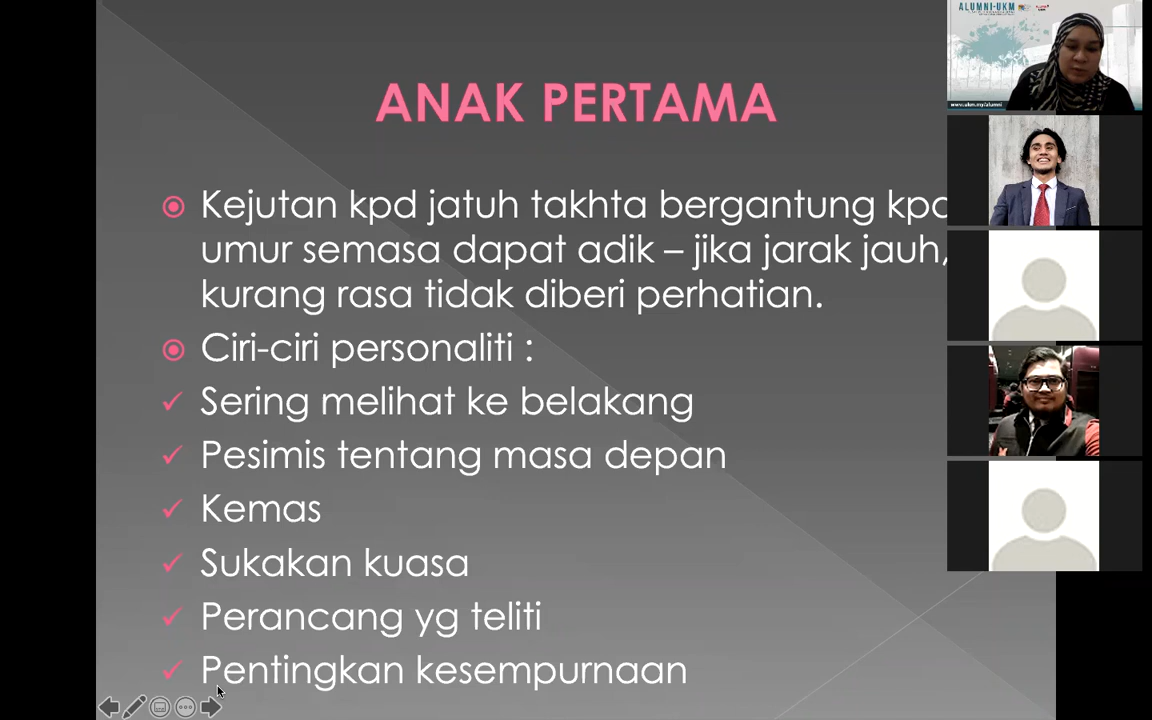 ANAK PERTAMA
Kejutan kpd jatuh takhta bergantung
umur semasa dapat adik – jika jarak jauh,
kurang rasa tidak diberi perhatian.
Ciri-ciri personaliti :
Sering melihat ke belakang
Pesimis tentang masa depan
Kemas
Sukakan kuasa
Perancang yg teliti
Pentingkan kesempurnaan
ALUMNI-UKM
www.ukm.my/alumni